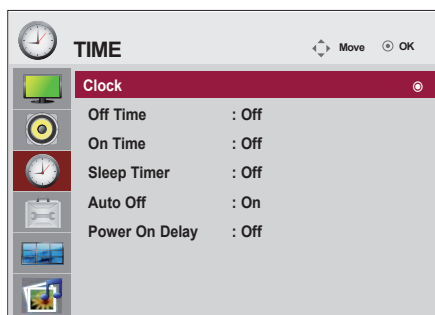 TIME Move OK
Clock
Off Time : Off
On Time : Off
Sleep Timer : Off
Auto Off : On
Power On Delay : Off